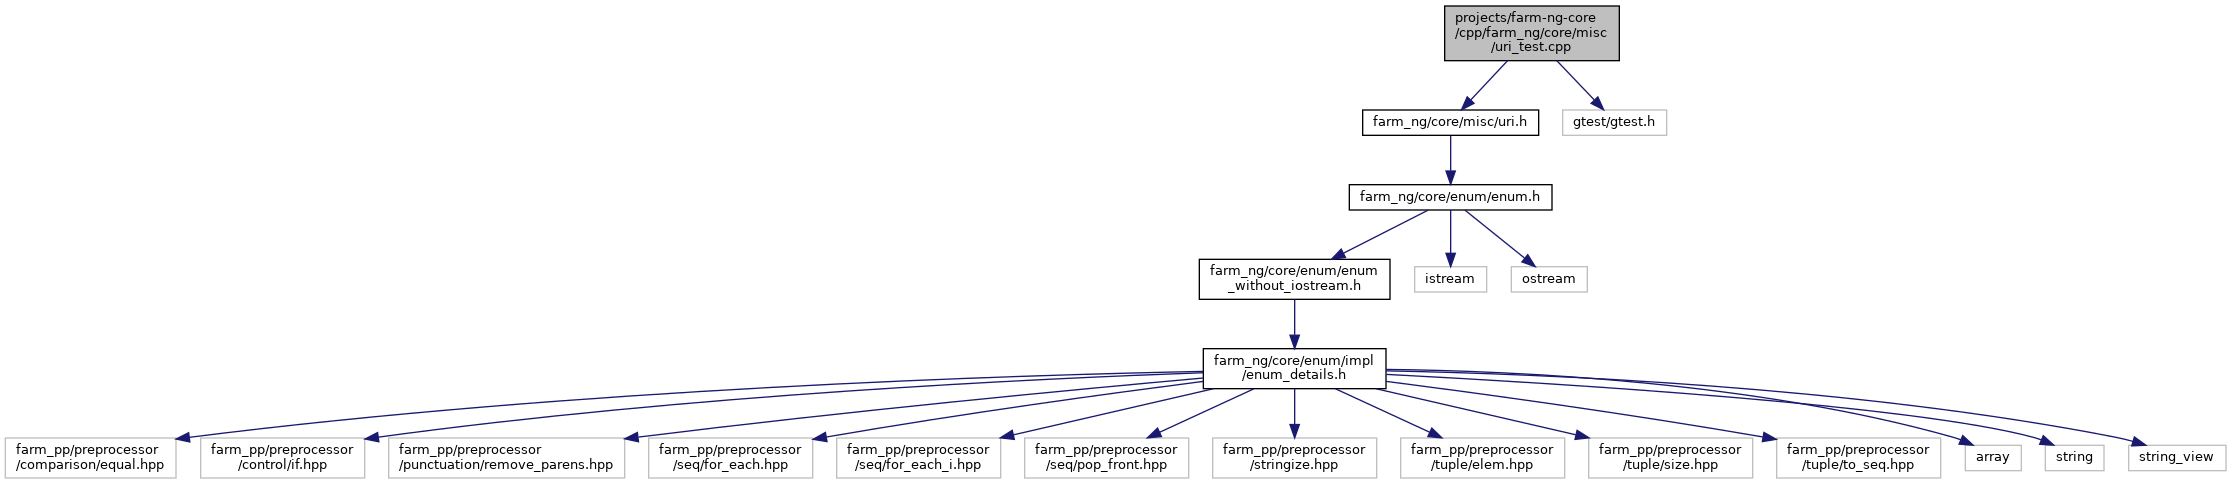 projects/farm-ng-core
/cpp/farm_ng/core/misc
/uri_test.cpp
farm_ng/core/misc/uri.h
gtest/gtest.h
farm_ng/core/enum/enum.h
farm_ng/core/enum/enum
_without_iostream.h
istream
ostream
farm_ng/core/enum/impl
/enum_details.h
farm_pp/preprocessor
/comparison/equal.hpp
farm_pp/preprocessor
/control/if.hpp
farm_pp/preprocessor
/punctuation/remove_parens.hpp
farm_pp/preprocessor
/seq/for_each.hpp
farm_pp/preprocessor
/seq/for_each_i.hpp
farm_pp/preprocessor
/seq/pop_front.hpp
farm_pp/preprocessor
/stringize.hpp
farm_pp/preprocessor
/tuple/elem.hpp
farm_pp/preprocessor
/tuple/size.hpp
farm_pp/preprocessor
/tuple/to_seq.hpp
array
string
string_view